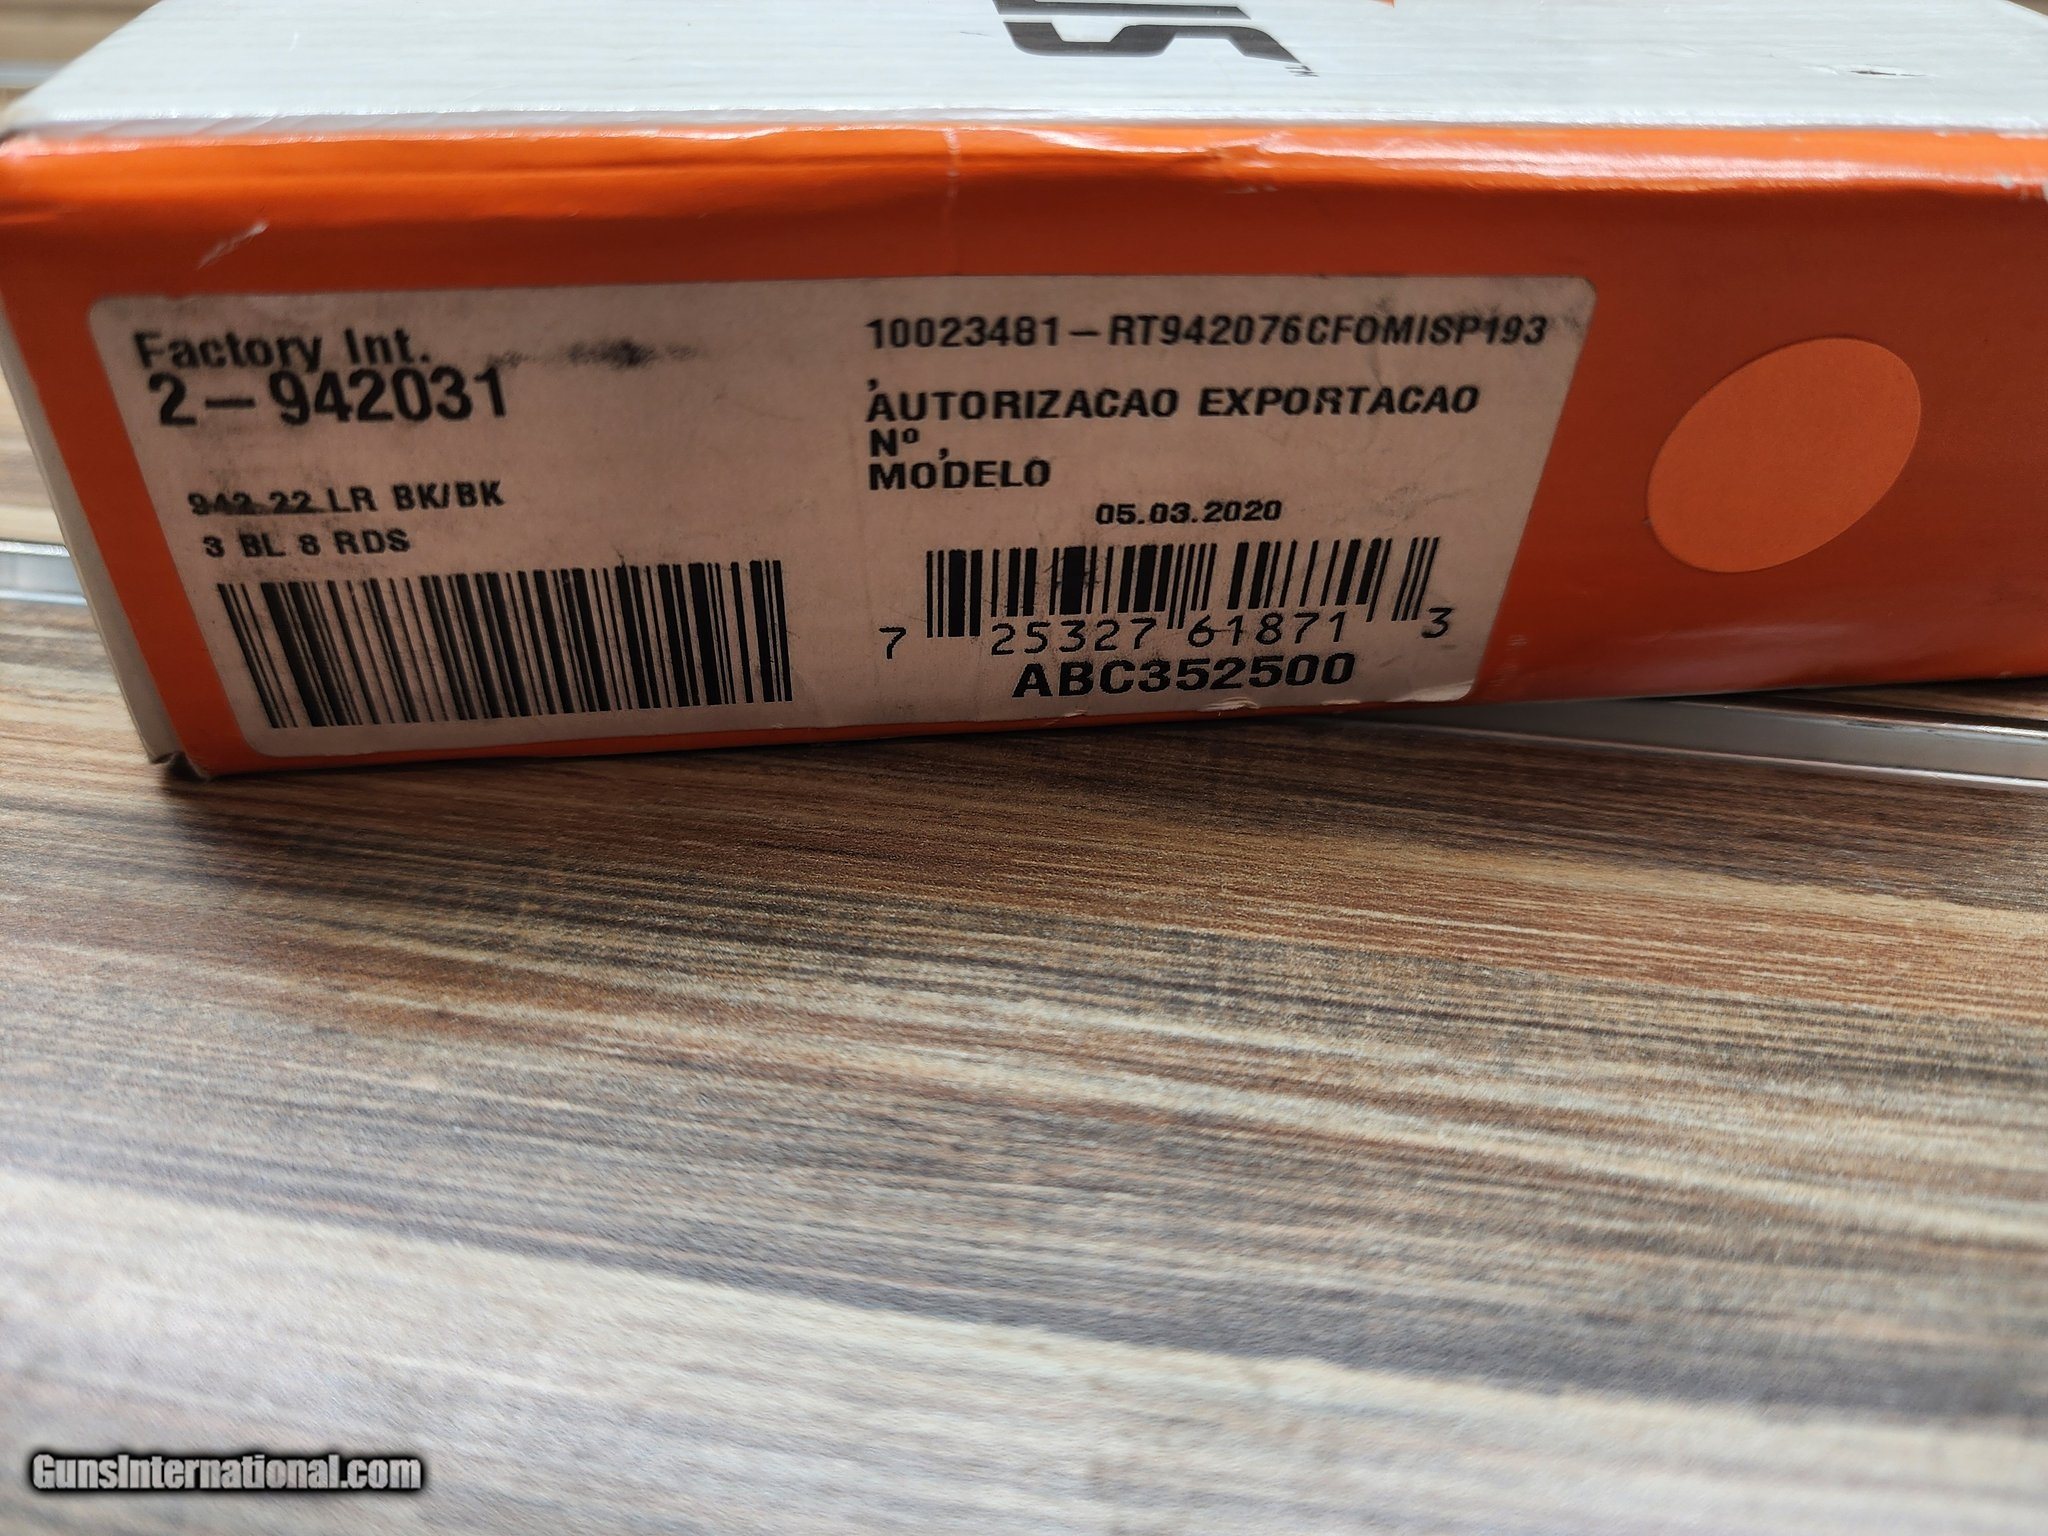 TM
Factory Int.
2-942031
942 22 LR BK/BK
3 BL 8 RDS
10023481-RT942076CFOMISP193
,
AUTORIZACAO EXPORTACAO
Nº ,
MODELO
05.03.2020
7 25327 61871 3
ABC352500
GunsInternational.com